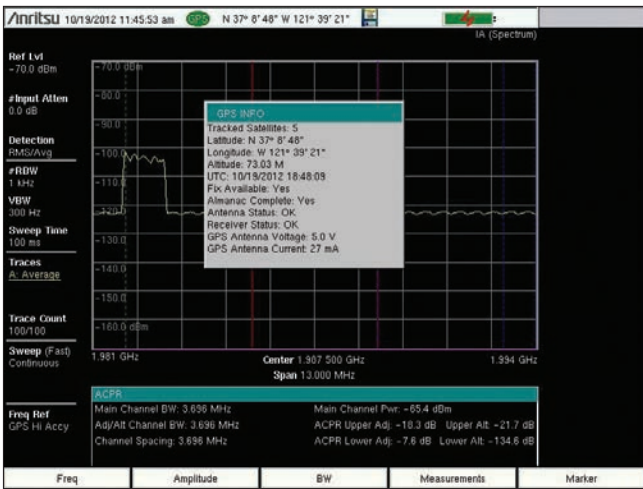 Anritsu 10/19/2012 11:45:53 am GPS N 37° 8' 48" W 121° 39' 21"
IA (Spectrum)
Ref Lvl
-70.0 dBm
#Input Atten
0.0 dB
Detection
RMS/Avg
#RBW
1 kHz
VBW
300 Hz
Sweep Time
100 ms
Traces
A: Average
Trace Count
100/100
Sweep (Fast)
Continuous
Freq Ref
GPS Hi Accy
-70.0 dBm
-80.0
-90.0
-100.0
-110.0
-120.0
-130.0
-140.0
-150.0
-160.0 dBm
GPS INFO
Tracked Satellites: 5
Latitude: N 37° 8' 48"
Longitude: W 121° 39' 21"
Altitude: 73.03 M
UTC: 10/19/2012 18:48:09
Fix Available: Yes
Almanac Complete: Yes
Antenna Status: OK
Receiver Status: OK
GPS Antenna Voltage: 5.0 V
GPS Antenna Current: 27 mA
1.981 GHz
Center 1.987 500 GHz
1.994 GHz
Span 13.000 MHz
ACPR
Main Channel BW: 3.696 MHz
Main Channel Pwr: -65.4 dBm
Adj/Alt Channel BW: 3.696 MHz
ACPR Upper Adj: -18.3 dB Upper Alt: -21.7 dB
Channel Spacing: 3.696 MHz
ACPR Lower Adj: -7.6 dB Lower Alt: -134.6 dB
Freq
Amplitude
BW
Measurements
Marker